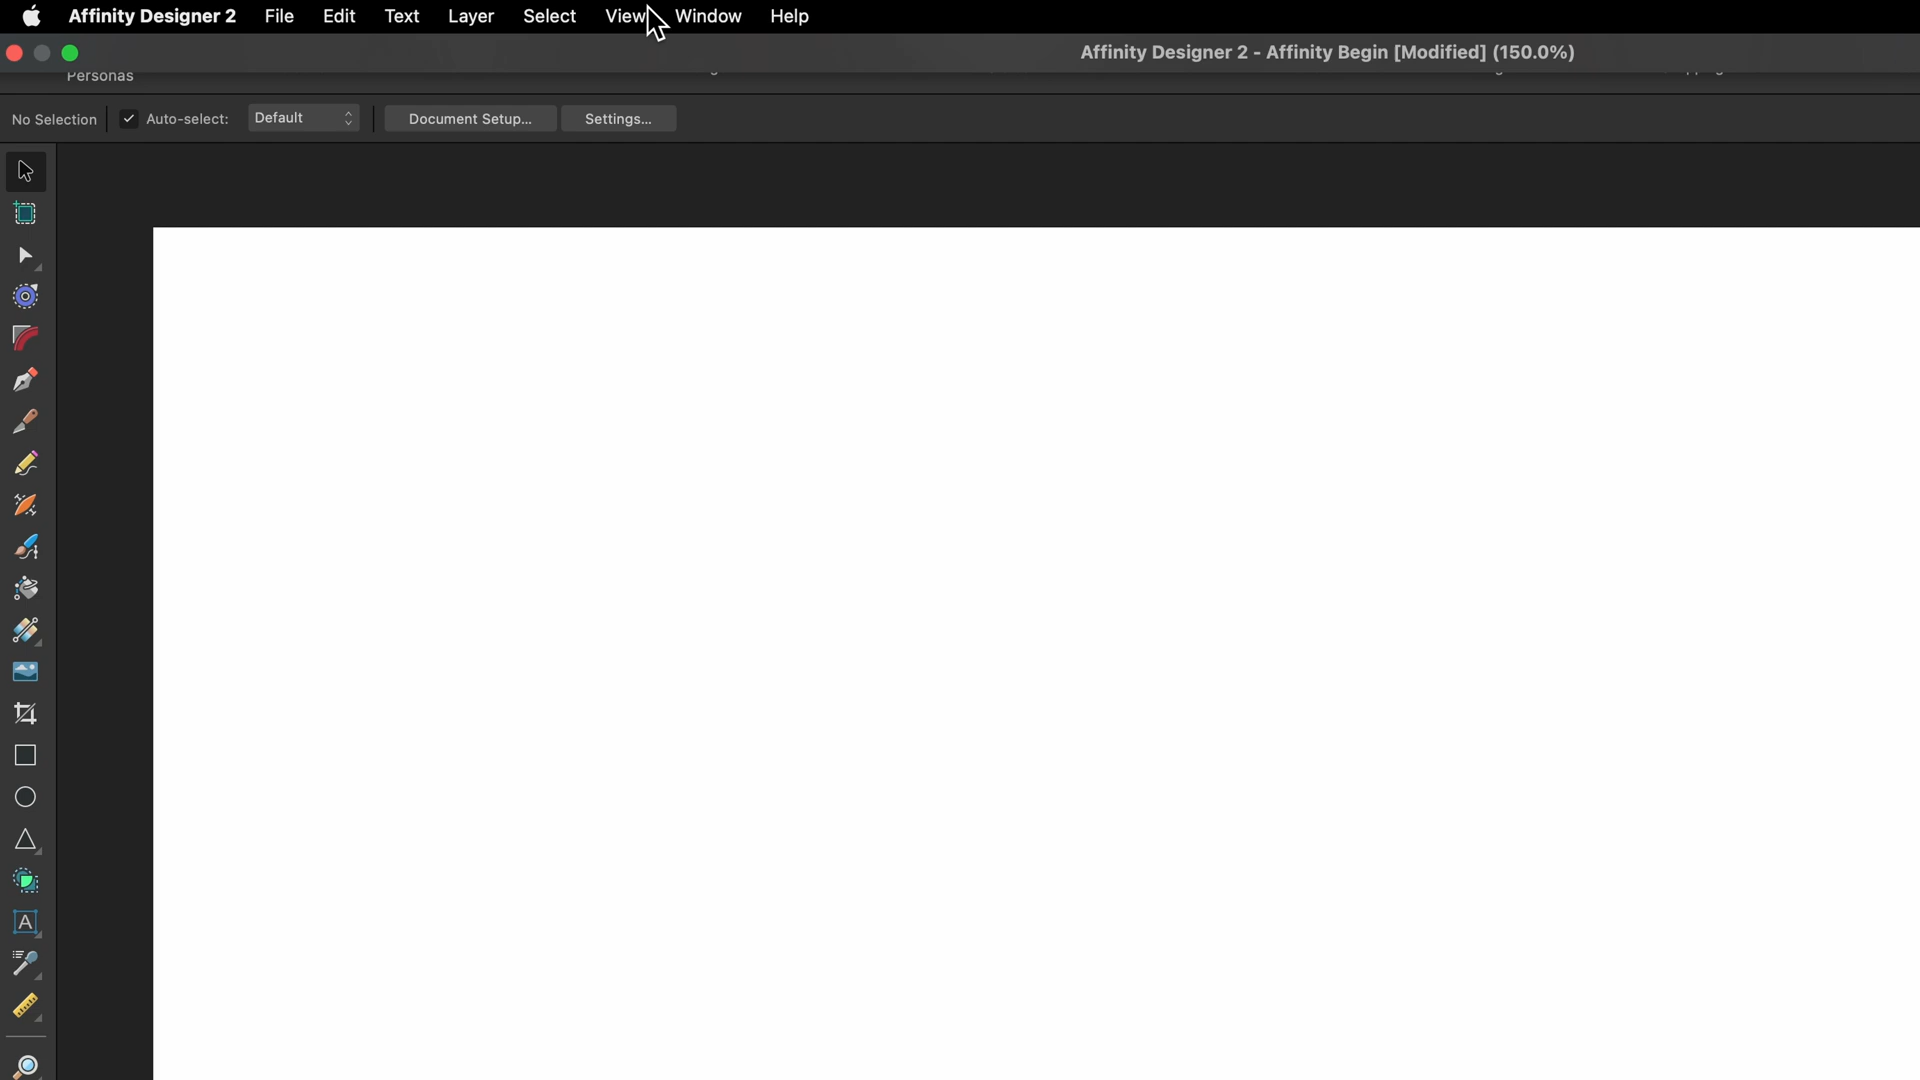 Affinity Designer 2 File Edit Text Layer Select View Window Help
Affinity Designer 2 - Affinity Begin [Modified] (150.0%)
Personas
No Selection Auto-select: Default Document Setup... Settings...
A